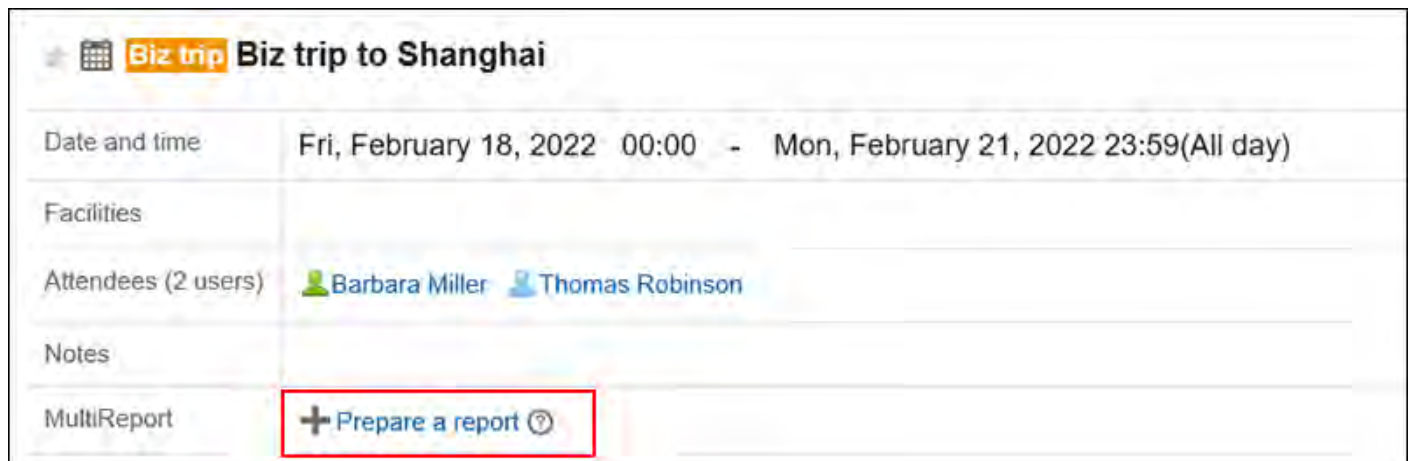 Biz trip Biz trip to Shanghai
Date and time Fri, February 18, 2022 00:00 - Mon, February 21, 2022 23:59(All day)
Facilities
Attendees (2 users) Barbara Miller Thomas Robinson
Notes
MultiReport Prepare a report ?